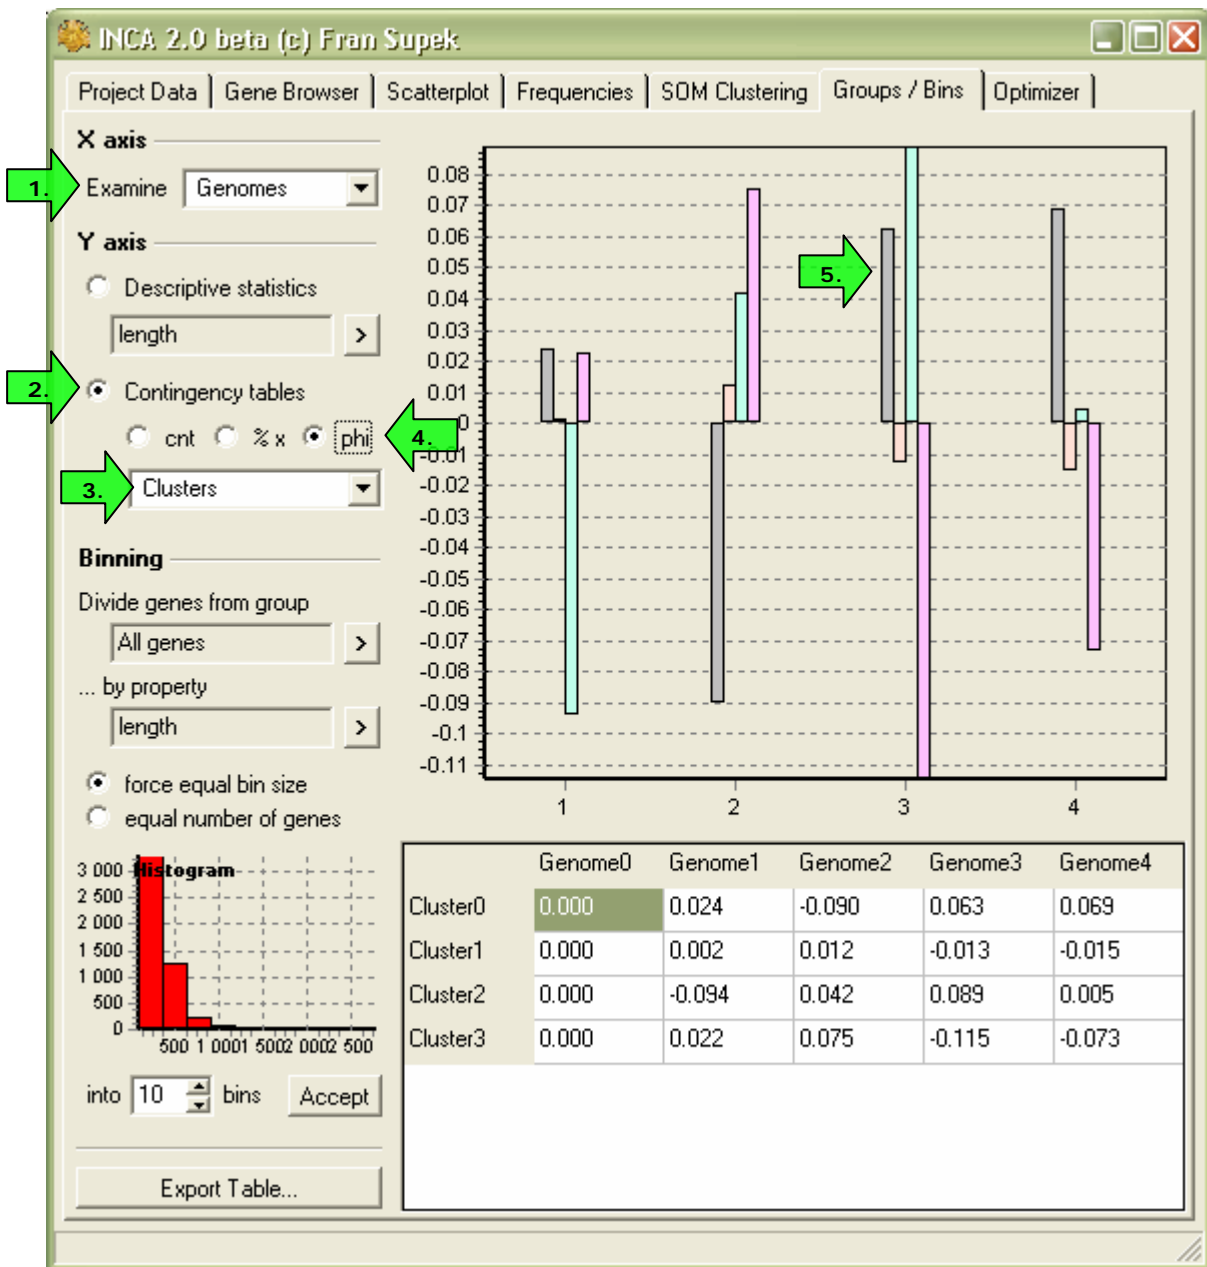 INCA 2.0 beta (c) Fran Supek
Project Data
Gene Browser
Scatterplot
Frequencies
SOM Clustering
Groups / Bins
Optimizer
X axis
1.
Examine
Genomes
Y axis
Descriptive statistics
length
>
2.
Contingency tables
cnt
% x
phi
4.
3.
Clusters
Binning
Divide genes from group
All genes
>
... by property
length
>
force equal bin size
equal number of genes
Histogram
3 000
2 500
2 000
1 500
1 000
500
0
500 1 0001 5002 0002 500
into
10
bins
Accept
Export Table...
0.08
0.07
0.06
0.05
0.04
0.03
0.02
0.01
0
-0.01
-0.02
-0.03
-0.04
-0.05
-0.06
-0.07
-0.08
-0.09
-0.1
-0.11
5.
1 2 3 4
Genome0 Genome1 Genome2 Genome3 Genome4
Cluster0 0.000 0.024 -0.090 0.063 0.069
Cluster1 0.000 0.002 0.012 -0.013 -0.015
Cluster2 0.000 -0.094 0.042 0.089 0.005
Cluster3 0.000 0.022 0.075 -0.115 -0.073